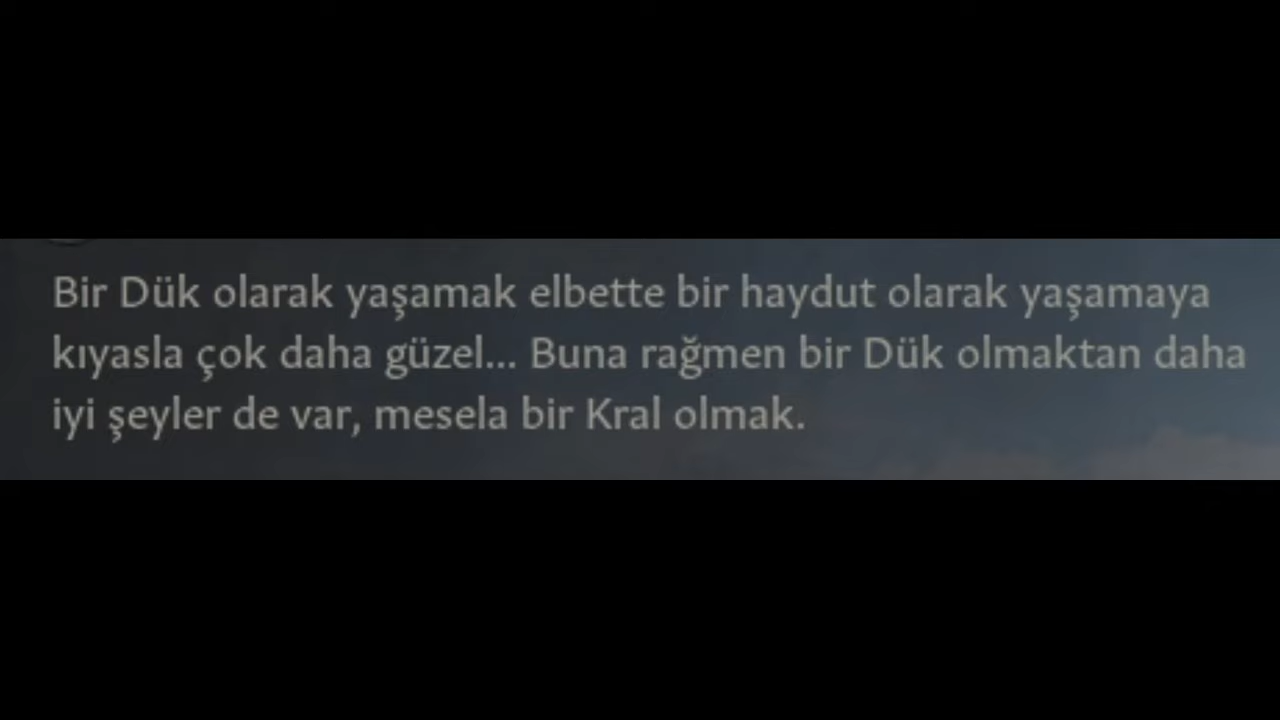 Bir Dük olarak yaşamak elbette bir haydut olarak yaşamaya
kıyasla çok daha güzel... Buna rağmen bir Dük olmaktan daha
iyi şeyler de var, mesela bir Kral olmak.